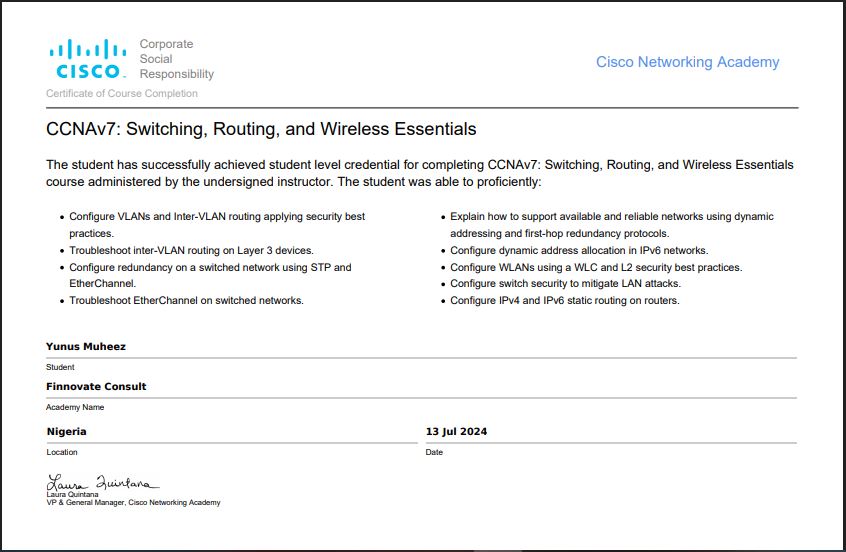 Corporate
Social
Responsibility
CISCO
Cisco Networking Academy
Certificate of Course Completion
CCNAv7: Switching, Routing, and Wireless Essentials
The student has successfully achieved student level credential for completing CCNAv7: Switching, Routing, and Wireless Essentials
course administered by the undersigned instructor. The student was able to proficiently:
• Configure VLANs and Inter-VLAN routing applying security best
practices.
• Troubleshoot inter-VLAN routing on Layer 3 devices.
• Configure redundancy on a switched network using STP and
EtherChannel.
• Troubleshoot EtherChannel on switched networks.
• Explain how to support available and reliable networks using dynamic
addressing and first-hop redundancy protocols.
• Configure dynamic address allocation in IPv6 networks.
• Configure WLANs using a WLC and L2 security best practices.
• Configure switch security to mitigate LAN attacks.
• Configure IPv4 and IPv6 static routing on routers.
Yunus Muheez
Student
Finnovate Consult
Academy Name
Nigeria
Location
13 Jul 2024
Date
Laura Quintana
Laura Quintana
VP & General Manager, Cisco Networking Academy